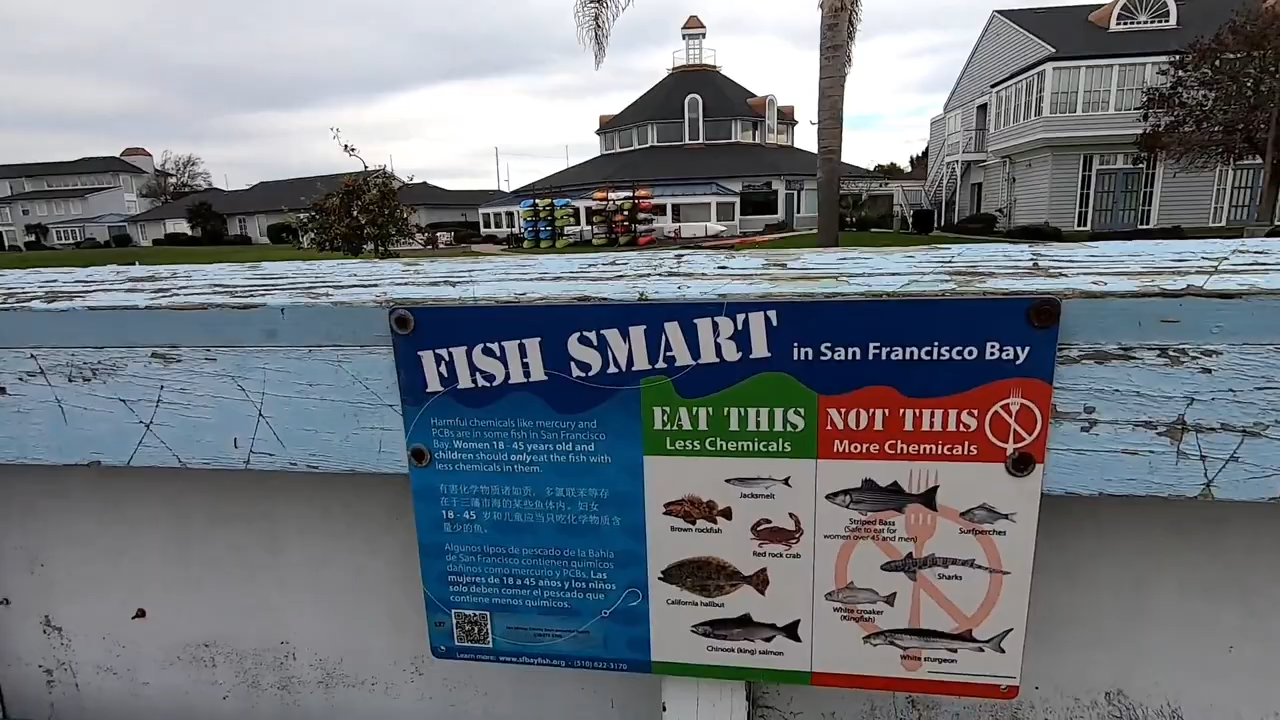 FISH SMART in San Francisco Bay
Harmful chemicals like mercury and
PCBs are in some fish in San Francisco
Bay. Women 18 - 45 years old and
children should only eat the fish with
less chemicals in them.
有害化学物质诸如贡，多氯联苯等存
在于三藩市海的某些鱼体内。妇女
18 - 45 岁和儿童应当只吃化学物质含
量少的鱼。
Algunos tipos de pescado de la Bahía
de San Francisco contienen químicos
dañinos como mercurio y PCBs. Las
mujeres de 18 a 45 años y los niños
solo deben comer el pescado que
contiene menos químicos.
Learn more: www.sfbayfish.org - (510) 622-3170
EAT THIS
Less Chemicals
Jacksmelt
Brown rockfish
Red rock crab
California halibut
Chinook (king) salmon
NOT THIS
More Chemicals
Striped Bass
(Safe to eat for
women over 45 and men)
Surfperches
Sharks
White croaker
(Kingfish)
White sturgeon